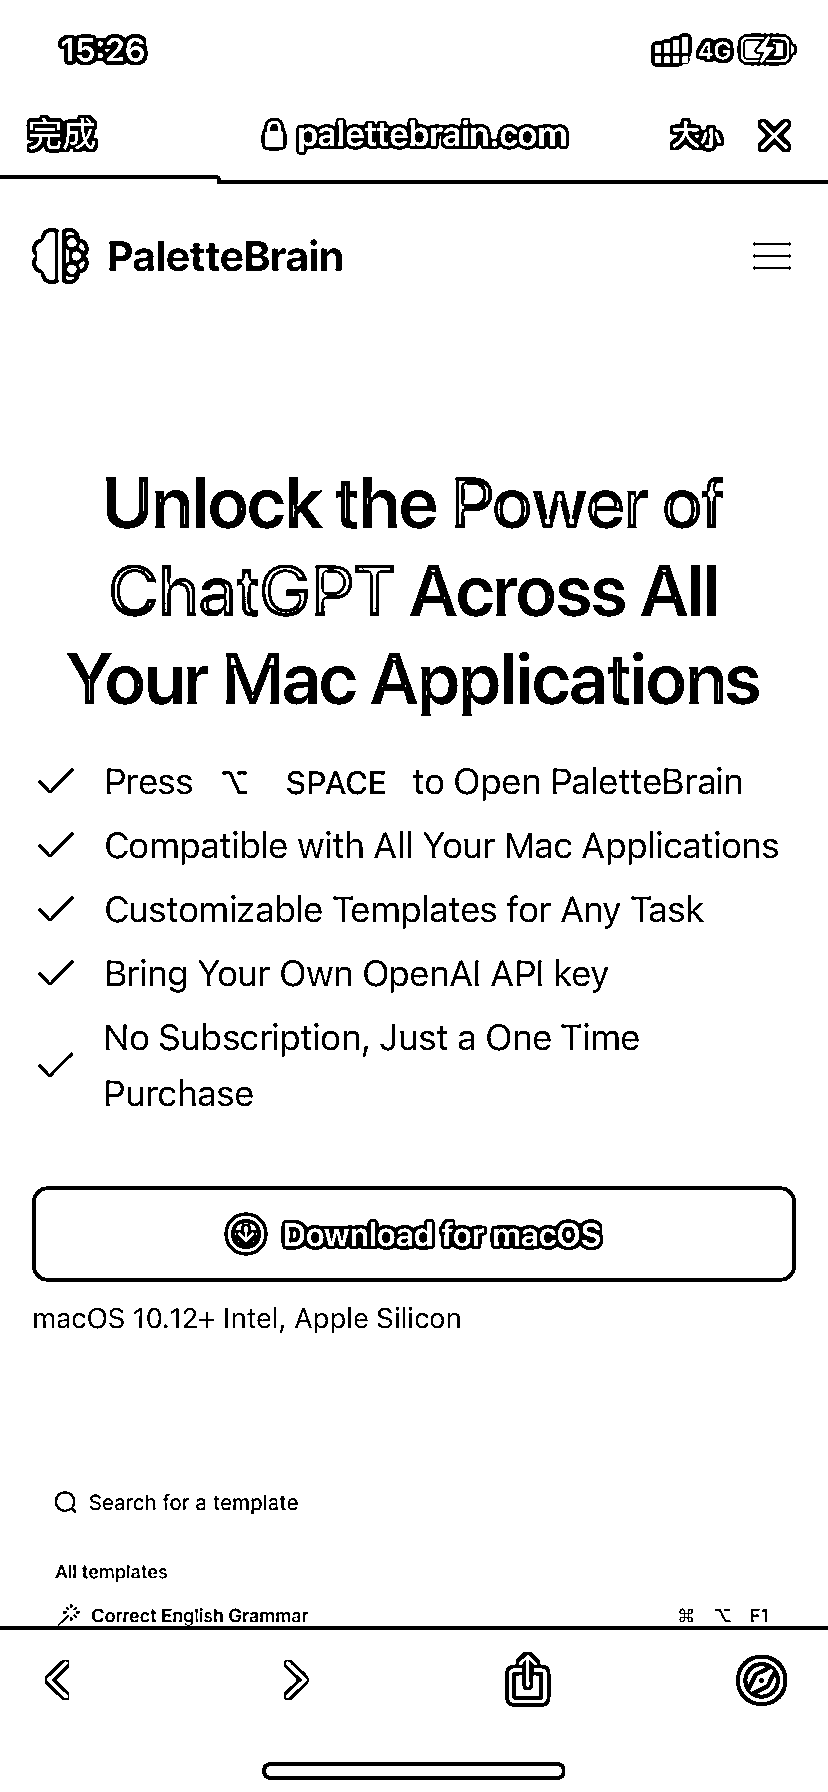 15:26 4G
完成 palettebrain.com 大小
PaletteBrain
Unlock the Power of
ChatGPT Across All
Your Mac Applications
Press ⌥ SPACE to Open PaletteBrain
Compatible with All Your Mac Applications
Customizable Templates for Any Task
Bring Your Own OpenAI API key
No Subscription, Just a One Time
Purchase
Download for macOS
macOS 10.12+ Intel, Apple Silicon
Search for a template
All templates
Correct English Grammar ⌘ ⌥ F1